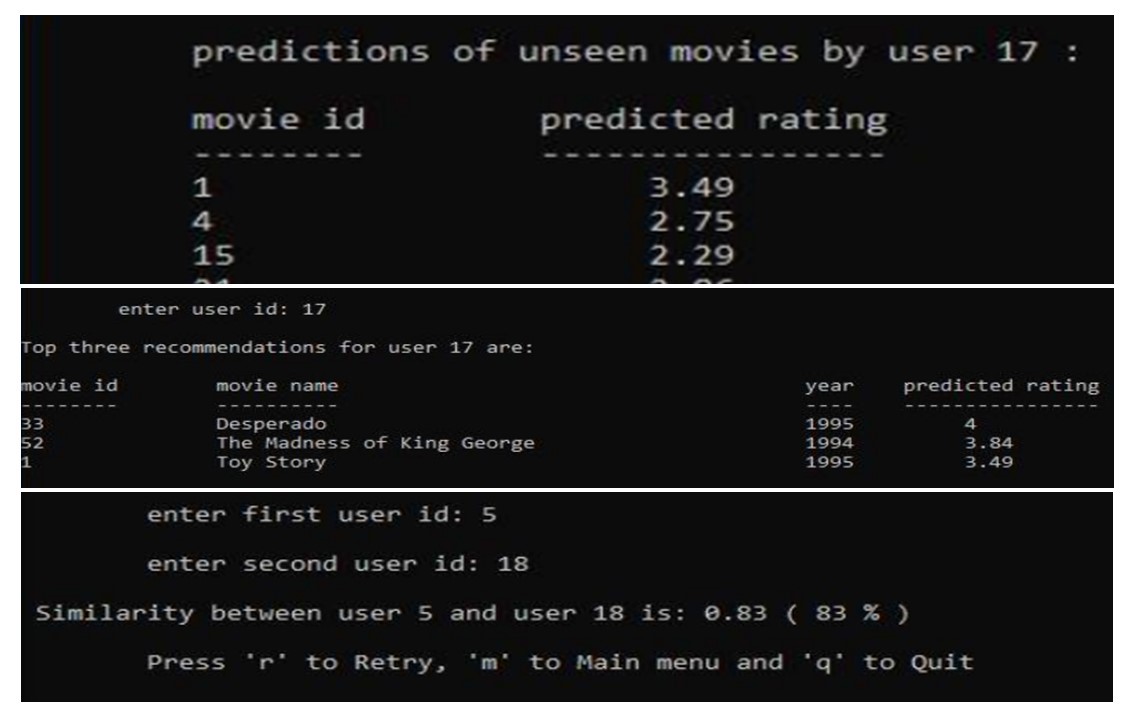 predictions of unseen movies by user 17 :
movie id predicted rating
-------- ----------------
1 3.49
4 2.75
15 2.29
enter user id: 17
Top three recommendations for user 17 are:
movie id movie name year predicted rating
-------- ---------- ---- ----------------
33 Desperado 1995 4
52 The Madness of King George 1994 3.84
1 Toy Story 1995 3.49
enter first user id: 5
enter second user id: 18
Similarity between user 5 and user 18 is: 0.83 ( 83 % )
Press 'r' to Retry, 'm' to Main menu and 'q' to Quit